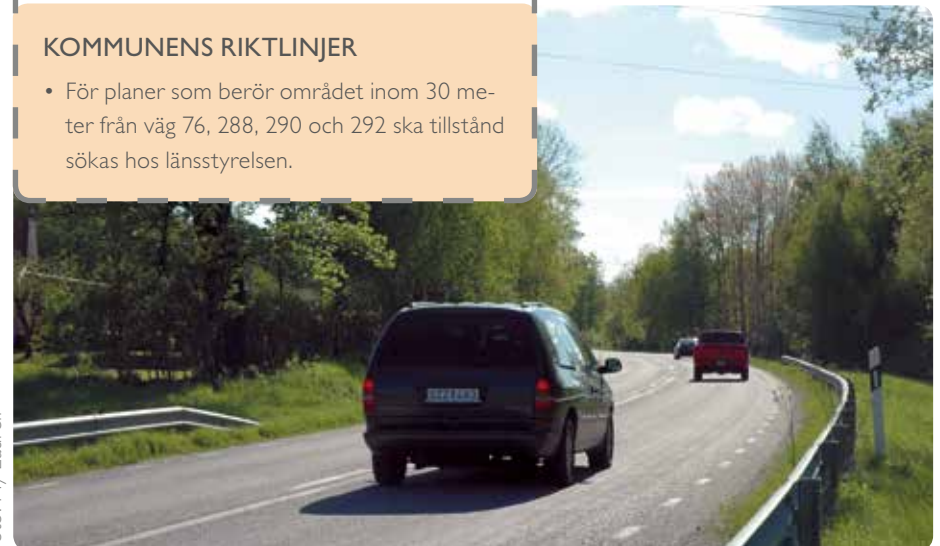 KOMMUNENS RIKTLINJER
• För planer som berör området inom 30 me-
ter från väg 76, 288, 290 och 292 ska tillstånd
sökas hos länsstyrelsen.